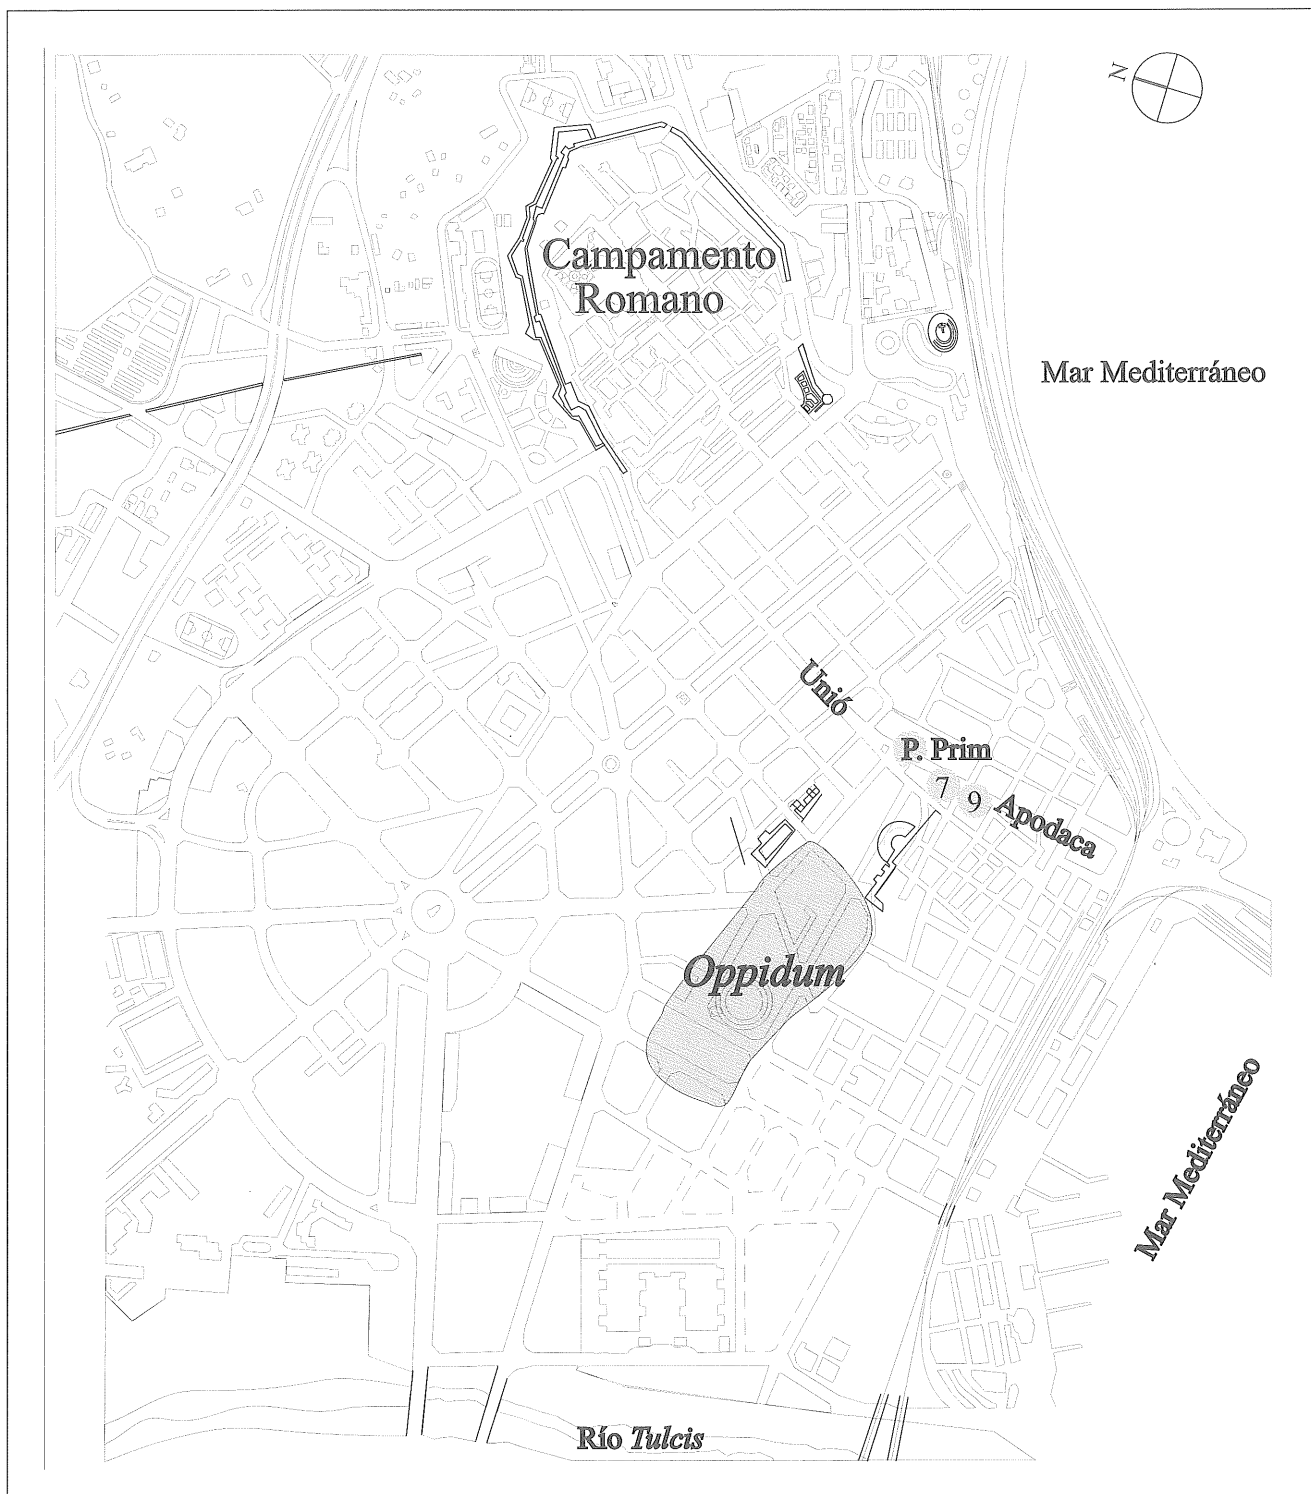 N
Campamento
Romano
Mar Mediterráneo
Unió
P. Prim
7
9
Apodaca
Oppidum
Mar Mediterráneo
Río Tulcis